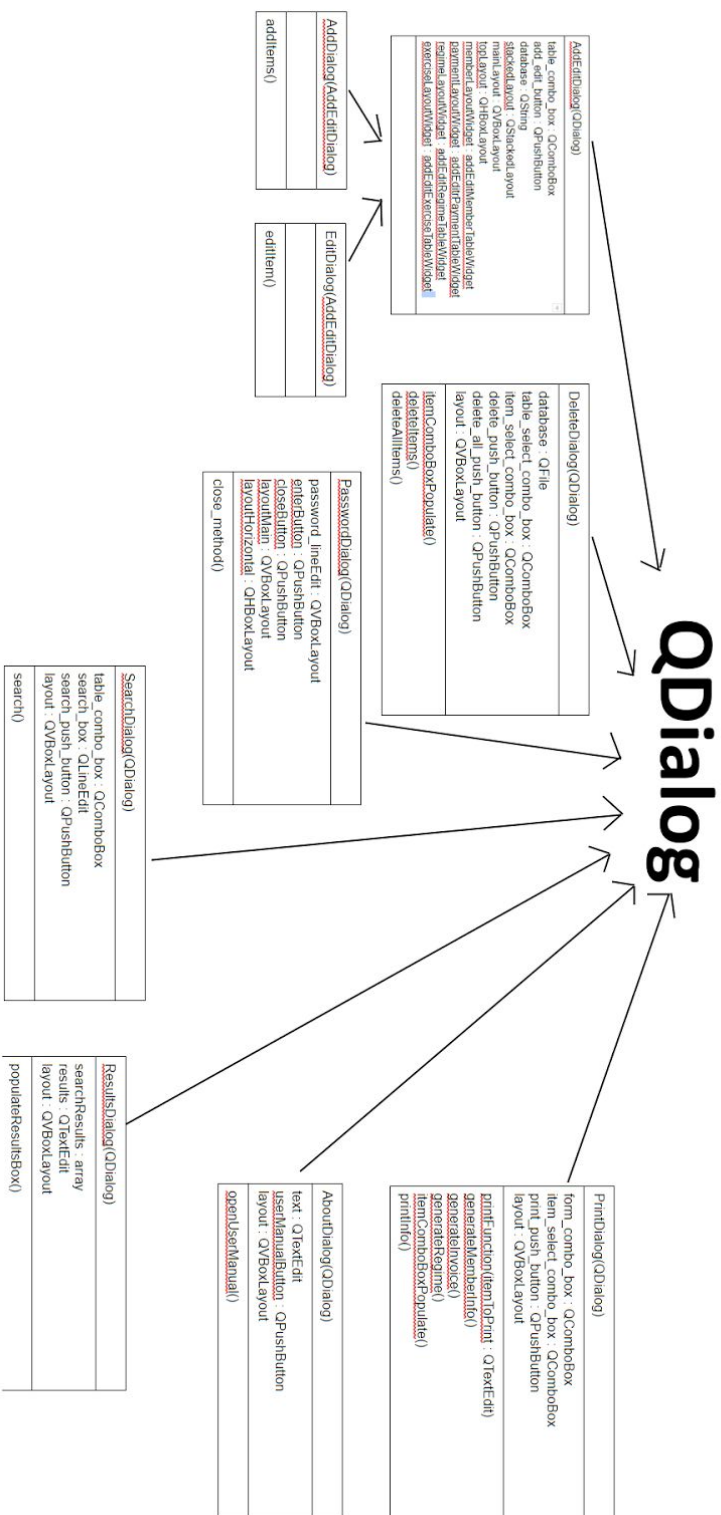 QDialog
AddEditDialog(QDialog)
table_combo_box : QComboBox
add_edit_button : QPushButton
database : QString
stackedLayout : QStackedLayout
mainLayout : QVBoxLayout
topLayout : QHBoxLayout
memberLayoutWidget : addEditMemberTableWidget
paymentLayoutWidget : addEditrPaymentTableWidget
regimeLayoutWidget : addEditRegimeTableWidget
exerciseLayoutWidget : addEditExerciseTableWidget
AddDialog(AddEditDialog)
addItems()
EditDialog(AddEditDialog)
editItem()
DeleteDialog(QDialog)
database : QFile
table_select_combo_box : QComboBox
item_select_combo_box : QComboBox
delete_push_button : QPushButton
delete_all_push_button : QPushButton
layout : QVBoxLayout
itemComboBoxPopulate()
deleteItems()
deleteAllItems()
PasswordDialog(QDialog)
password_lineEdit : QVBoxLayout
enterButton : QPushButton
closeButton : QPushButton
layoutMain : QVBoxLayout
layoutHorizontal : QHBoxLayout
close_method()
SearchDialog(QDialog)
table_combo_box : QComboBox
search_box : QLineEdit
search_push_button : QPushButton
layout : QVBoxLayout
search()
ResultsDialog(QDialog)
searchResults : array
results : QTextEdit
layout : QVBoxLayout
populateResultsBox()
AboutDialog(QDialog)
text : QTextEdit
userManualButton : QPushButton
layout : QVBoxLayout
openUserManual()
PrintDialog(QDialog)
form_combo_box : QComboBox
item_select_combo_box : QComboBox
print_push_button : QPushButton
layout : QVBoxLayout
printFunction(itemToPrint : QTextEdit)
generateMemberInfo()
generateInvoice()
generateRegime()
itemComboBoxPopulate()
printInfo()